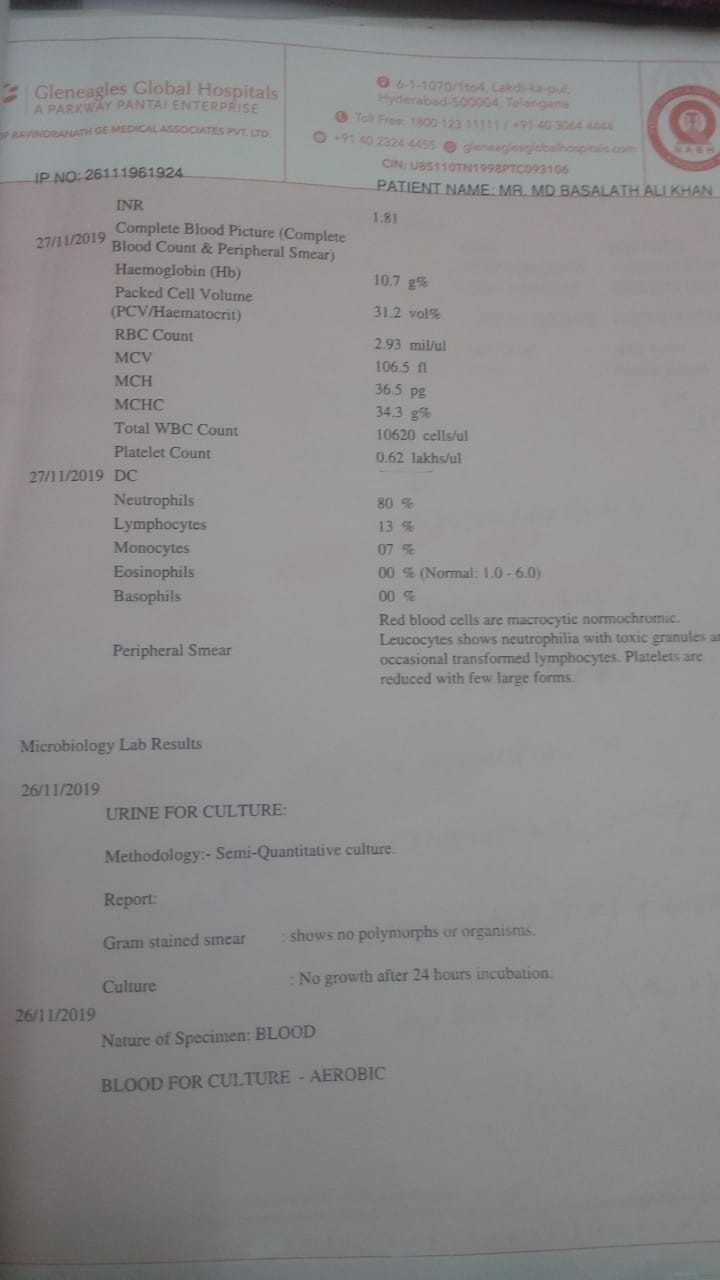 Gleneagles Global Hospitals
A PARKWAY PANTAI ENTERPRISE
RAVINDRANATH GE MEDICAL ASSOCIATES PVT. LTD.
6-1-1070/1to4, Lakdi-ka-pul,
Hyderabad-500004, Telangana
Toll Free: 1800 123 11111 / +91 40 3064 4444
+91 40 2324 4455 gleneaglesglobalhospitals.com
CIN: U85110TN1998PTC093106
NABH
IP NO: 26111961924
PATIENT NAME: MR. MD BASALATH ALI KHAN
INR 1.81
27/11/2019 Complete Blood Picture (Complete
Blood Count & Peripheral Smear)
Haemoglobin (Hb) 10.7 g%
Packed Cell Volume
(PCV/Haematocrit) 31.2 vol%
RBC Count 2.93 mil/ul
MCV 106.5 fl
MCH 36.5 pg
MCHC 34.3 g%
Total WBC Count 10620 cells/ul
Platelet Count 0.62 lakhs/ul
27/11/2019 DC
Neutrophils 80 %
Lymphocytes 13 %
Monocytes 07 %
Eosinophils 00 % (Normal: 1.0 - 6.0)
Basophils 00 %
Red blood cells are macrocytic normochromic.
Leucocytes shows neutrophilia with toxic granules
Peripheral Smear occasional transformed lymphocytes. Platelets are
reduced with few large forms.
Microbiology Lab Results
26/11/2019
URINE FOR CULTURE:
Methodology:- Semi-Quantitative culture.
Report:
Gram stained smear : shows no polymorphs or organisms.
Culture : No growth after 24 hours incubation.
26/11/2019
Nature of Specimen: BLOOD
BLOOD FOR CULTURE - AEROBIC